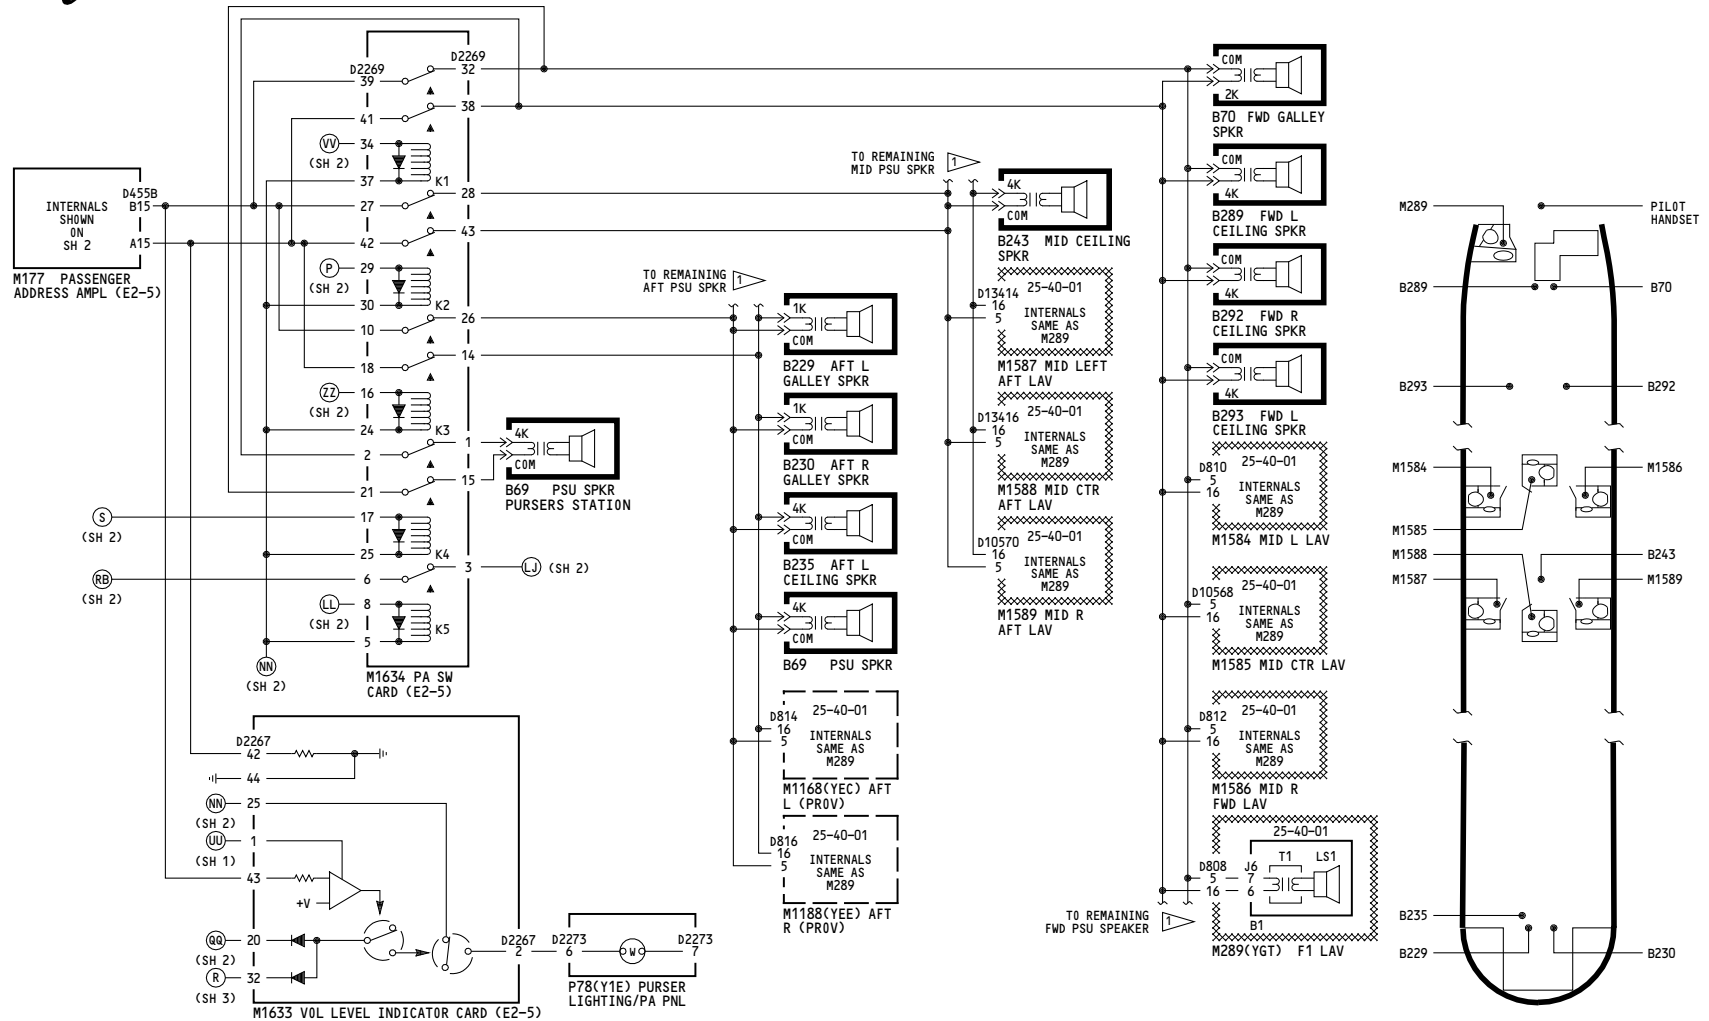 M177 PASSENGER
ADDRESS AMPL (E2-5)
INTERNALS
SHOWN
ON
SH 2
D455B
B15
A15
D2269
D2269
39
32
41
38
VV
(SH 2)
34
37
K1
27
28
42
43
P
(SH 2)
29
30
K2
10
26
18
14
ZZ
(SH 2)
16
24
K3
2
1
21
15
S
(SH 2)
17
25
K4
RB
(SH 2)
6
3
LJ (SH 2)
LL
(SH 2)
8
5
K5
NN
(SH 2)
M1634 PA SW
CARD (E2-5)
4K
COM
B69 PSU SPKR
PURSERS STATION
D2267
42
44
NN
(SH 2)
25
UU
(SH 1)
1
43
+V
QQ
(SH 2)
20
R
(SH 3)
32
D2267
2
M1633 VOL LEVEL INDICATOR CARD (E2-5)
D2273
6
W
D2273
7
P78(Y1E) PURSER
LIGHTING/PA PNL
TO REMAINING
AFT PSU SPKR
1
1K
COM
B229 AFT L
GALLEY SPKR
1K
COM
B230 AFT R
GALLEY SPKR
4K
COM
B235 AFT L
CEILING SPKR
4K
COM
B69 PSU SPKR
25-40-01
D814
16
5
INTERNALS
SAME AS
M289
M1168(YEC) AFT
L (PROV)
25-40-01
D816
16
5
INTERNALS
SAME AS
M289
M1188(YEE) AFT
R (PROV)
TO REMAINING
MID PSU SPKR
1
4K
COM
B243 MID CEILING
SPKR
25-40-01
D13414
16
5
INTERNALS
SAME AS
M289
M1587 MID LEFT
AFT LAV
25-40-01
D13416
16
5
INTERNALS
SAME AS
M289
M1588 MID CTR
AFT LAV
25-40-01
D10570
16
5
INTERNALS
SAME AS
M289
M1589 MID R
AFT LAV
COM
2K
B70 FWD GALLEY
SPKR
COM
4K
B289 FWD L
CEILING SPKR
COM
4K
B292 FWD R
CEILING SPKR
COM
4K
B293 FWD L
CEILING SPKR
25-40-01
D810
5
16
INTERNALS
SAME AS
M289
M1584 MID L LAV
25-40-01
D10568
5
16
INTERNALS
SAME AS
M289
M1585 MID CTR LAV
25-40-01
D812
5
16
INTERNALS
SAME AS
M289
M1586 MID R
FWD LAV
25-40-01
T1 LS1
D808
5
16
J6
7
6
B1
M289(YGT) F1 LAV
TO REMAINING
FWD PSU SPEAKER
1
M289
PILOT
HANDSET
B289
B70
B293
B292
M1584
M1586
M1585
M1588
B243
M1587
M1589
B235
B229
B230